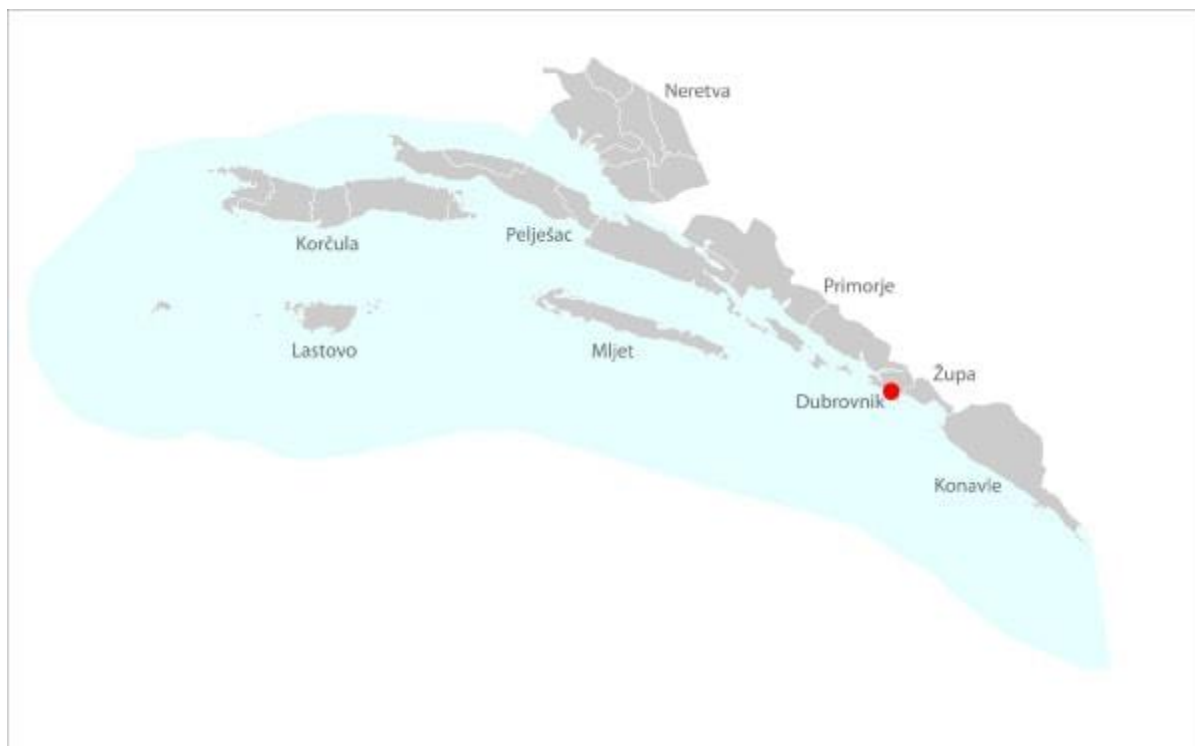 Neretva
Korčula
Pelješac
Primorje
Lastovo
Mljet
Župa
Dubrovnik
Konavle